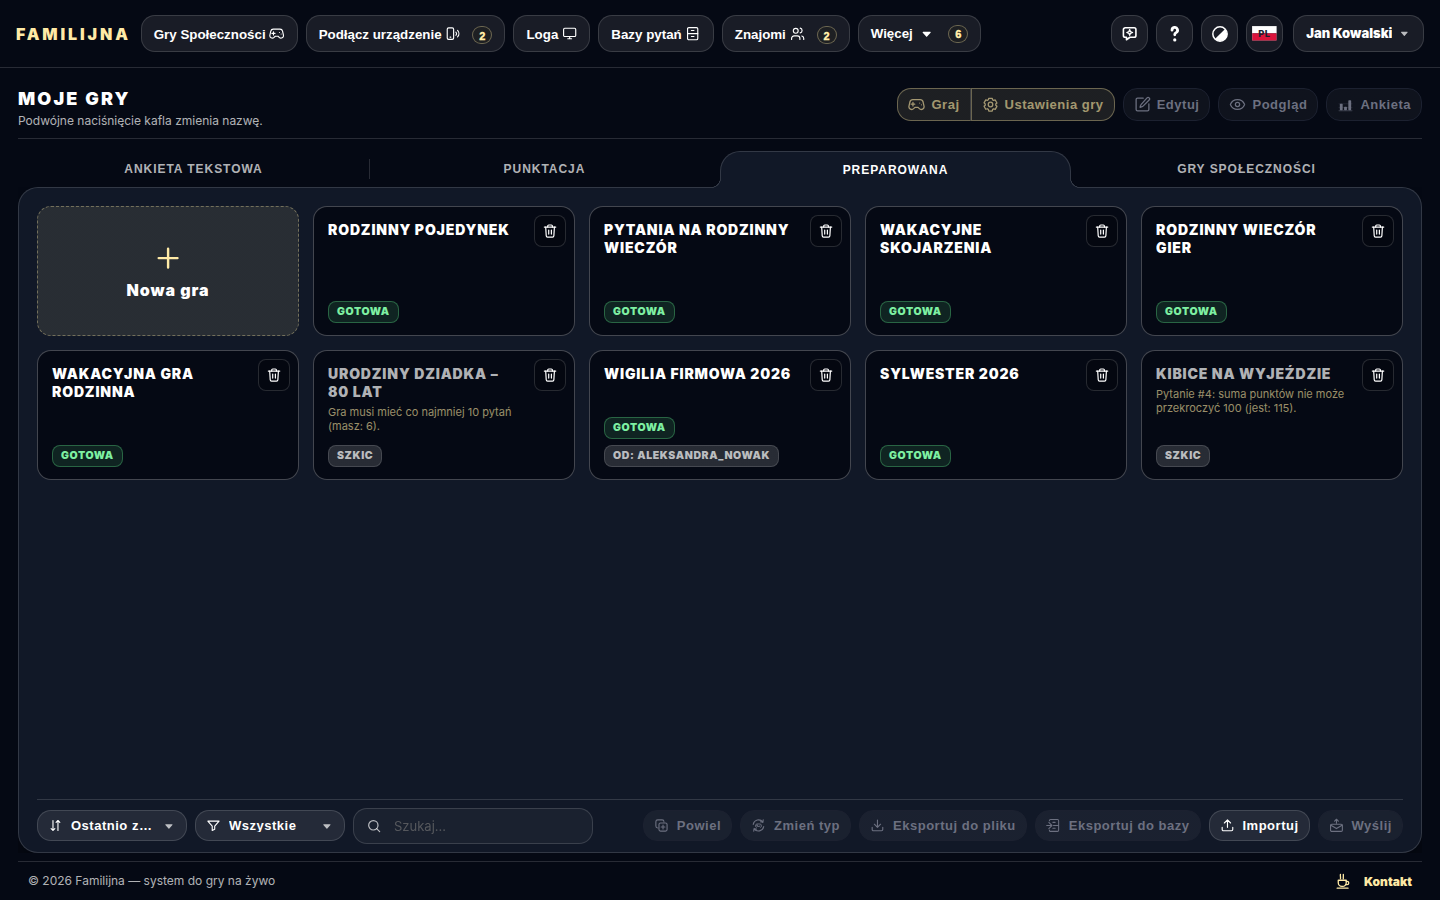 FAMILIJNA
Gry Społeczności
Podłącz urządzenie 2
Loga
Bazy pytań
Znajomi 2
Więcej 6
?
PL
Jan Kowalski
MOJE GRY
Podwójne naciśnięcie kafla zmienia nazwę.
Graj
Ustawienia gry
Edytuj
Podgląd
Ankieta
ANKIETA TEKSTOWA
PUNKTACJA
PREPAROWANA
GRY SPOŁECZNOŚCI
Nowa gra
RODZINNY POJEDYNEK
GOTOWA
PYTANIA NA RODZINNY
WIECZÓR
GOTOWA
WAKACYJNE
SKOJARZENIA
GOTOWA
RODZINNY WIECZÓR
GIER
GOTOWA
WAKACYJNA GRA
RODZINNA
GOTOWA
URODZINY DZIADKA –
80 LAT
Gra musi mieć co najmniej 10 pytań
(masz: 6).
SZKIC
WIGILIA FIRMOWA 2026
GOTOWA
OD: ALEKSANDRA_NOWAK
SYLWESTER 2026
GOTOWA
KIBICE NA WYJEŹDZIE
Pytanie #4: suma punktów nie może
przekroczyć 100 (jest: 115).
SZKIC
Ostatnio z...
Wszystkie
Szukaj...
Powiel
Zmień typ
Eksportuj do pliku
Eksportuj do bazy
Importuj
Wyślij
© 2026 Familijna — system do gry na żywo
Kontakt